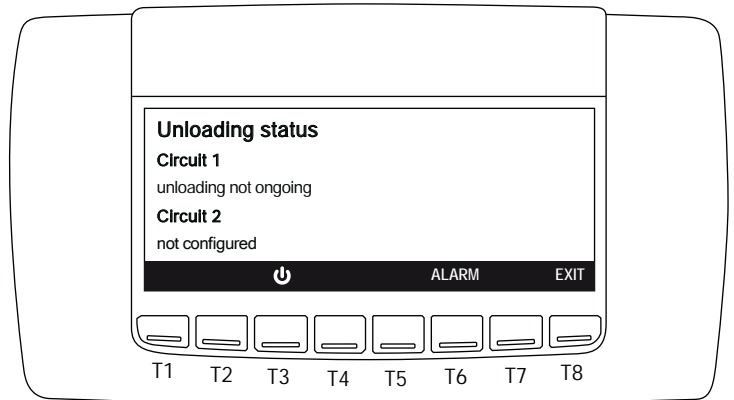 Unloading status
Circuit 1
unloading not ongoing
Circuit 2
not configured
ALARM EXIT
T1 T2 T3 T4 T5 T6 T7 T8